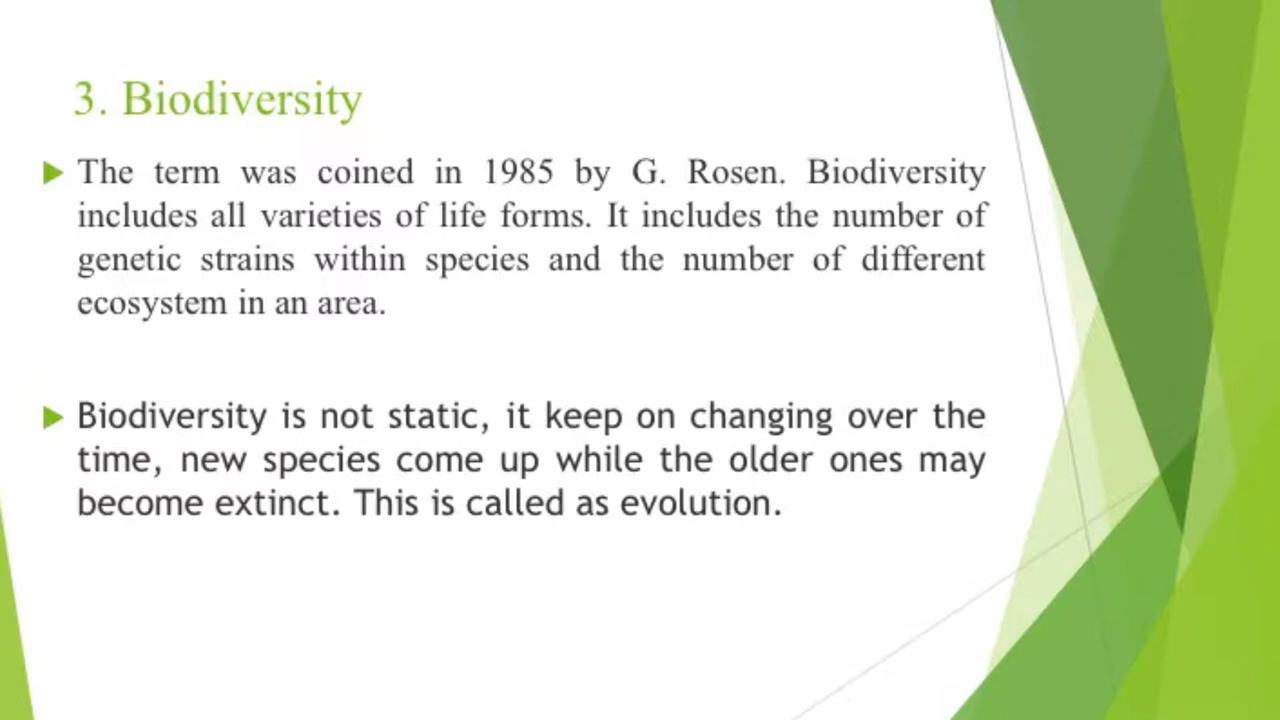 3. Biodiversity
The term was coined in 1985 by G. Rosen. Biodiversity
includes all varieties of life forms. It includes the number of
genetic strains within species and the number of different
ecosystem in an area.
Biodiversity is not static, it keep on changing over the
time, new species come up while the older ones may
become extinct. This is called as evolution.